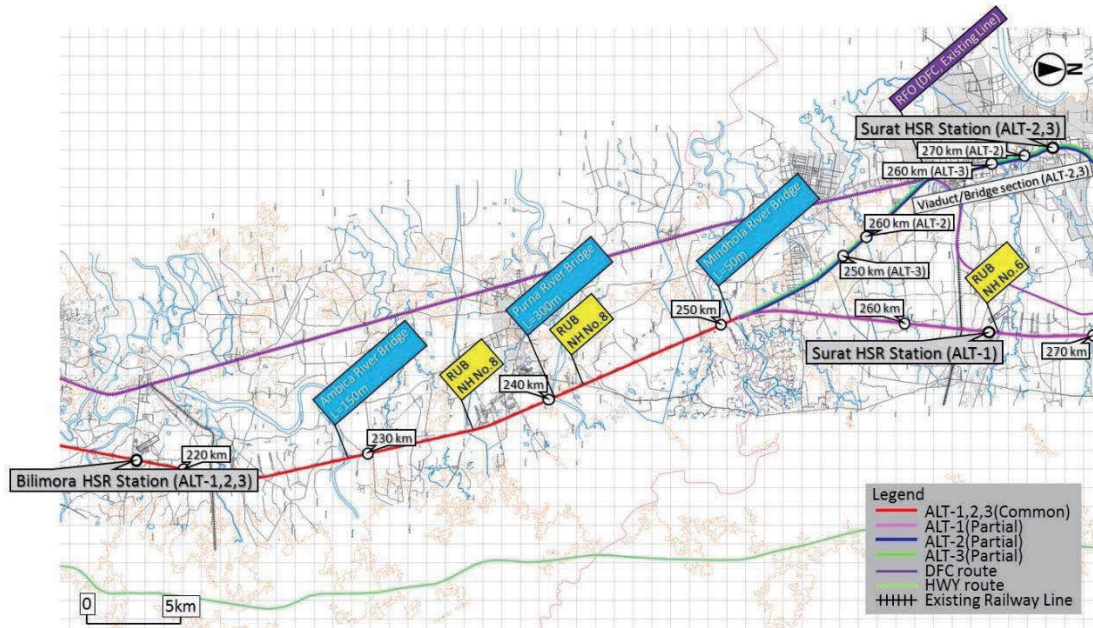 RFO (DFC, Existing Line)
N
Surat HSR Station (ALT-2,3)
270 km (ALT-2)
260 km (ALT-3)
Viaduct/Bridge section (ALT-2,3)
260 km (ALT-2)
250 km (ALT-3)
Mindhola River Bridge
L=50m
Purna River Bridge
L=300m
RUB
NH No.6
RUB
NH No.8
250 km
260 km
Surat HSR Station (ALT-1)
270 km
Ambica River Bridge
L=150m
RUB
NH No.8
240 km
230 km
220 km
Bilimora HSR Station (ALT-1,2,3)
Legend
ALT-1,2,3(Common)
ALT-1(Partial)
ALT-2(Partial)
ALT-3(Partial)
DFC route
HWY route
Existing Railway Line
0 5km